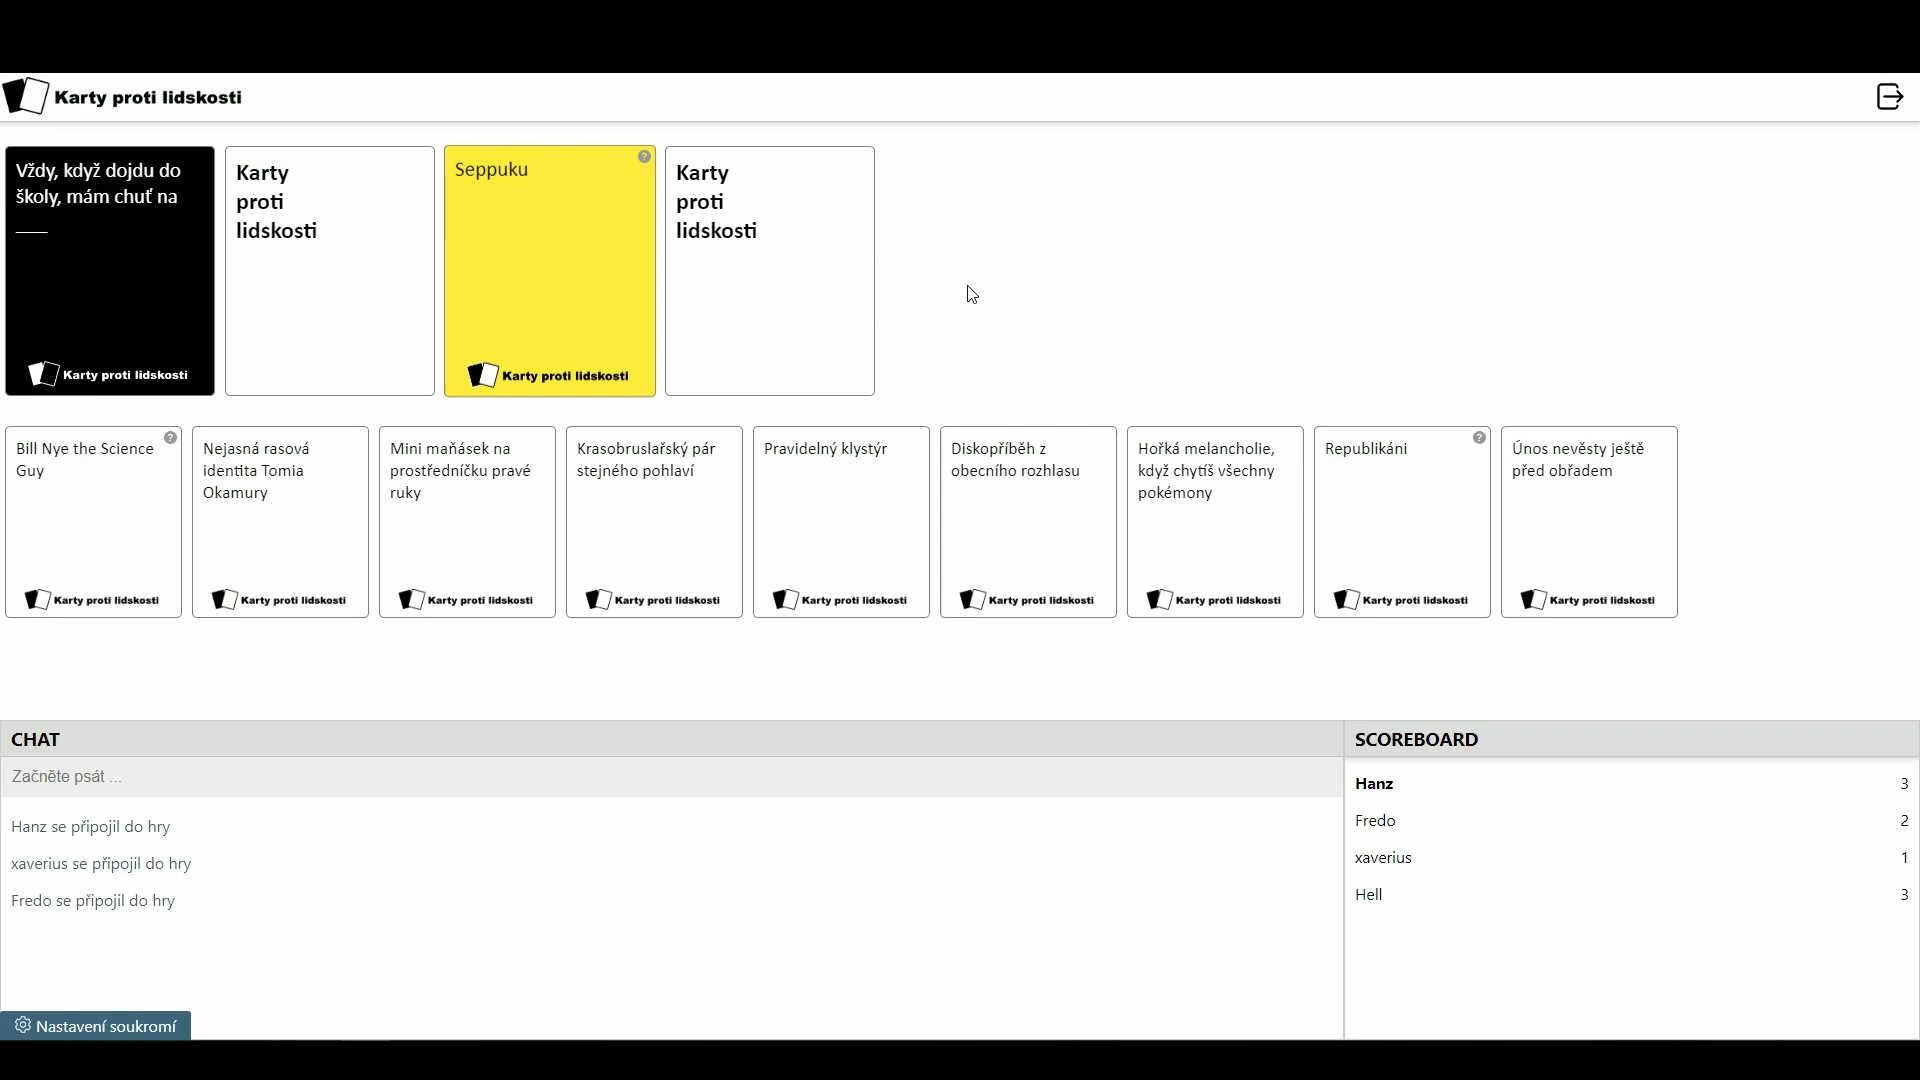 Karty proti lidskosti
Vždy, když dojdu do
školy, mám chuť na
____
Karty proti lidskosti
Karty
proti
lidskosti
Seppuku
?
Karty proti lidskosti
Karty
proti
lidskosti
Bill Nye the Science
Guy
?
Karty proti lidskosti
Nejasná rasová
identita Tomia
Okamury
Karty proti lidskosti
Mini maňásek na
prostředníčku pravé
ruky
Karty proti lidskosti
Krasobruslařský pár
stejného pohlaví
Karty proti lidskosti
Pravidelný klystýr
Karty proti lidskosti
Diskopříběh z
obecního rozhlasu
Karty proti lidskosti
Hořká melancholie,
když chytíš všechny
pokémony
Karty proti lidskosti
Republikáni
?
Karty proti lidskosti
Únos nevěsty ještě
před obřadem
Karty proti lidskosti
CHAT
Začněte psát ...
Hanz se připojil do hry
xaverius se připojil do hry
Fredo se připojil do hry
Nastavení soukromí
SCOREBOARD
Hanz 3
Fredo 2
xaverius 1
Hell 3